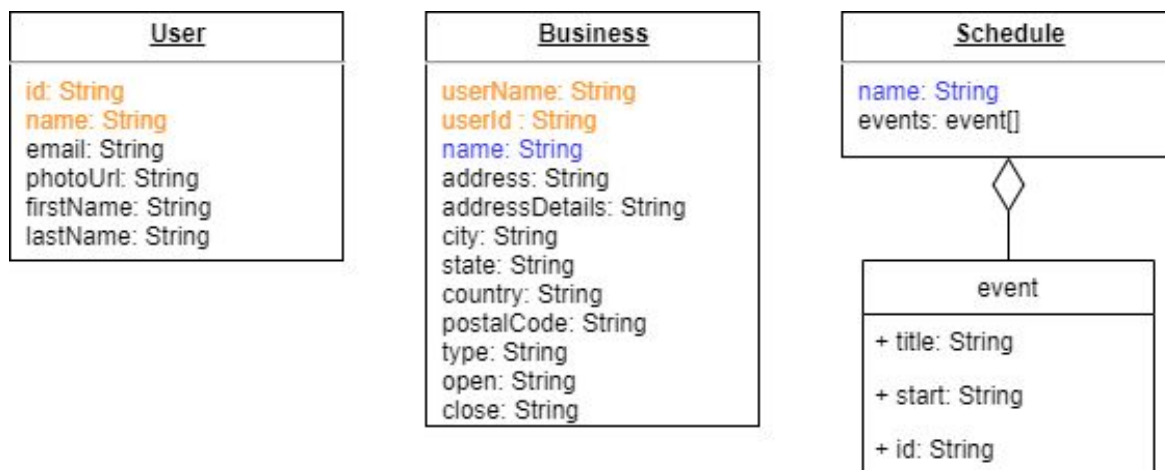 User
id: String
name: String
email: String
photoUrl: String
firstName: String
lastName: String
Business
userName: String
userId : String
name: String
address: String
addressDetails: String
city: String
state: String
country: String
postalCode: String
type: String
open: String
close: String
Schedule
name: String
events: event[]
event
+ title: String
+ start: String
+ id: String